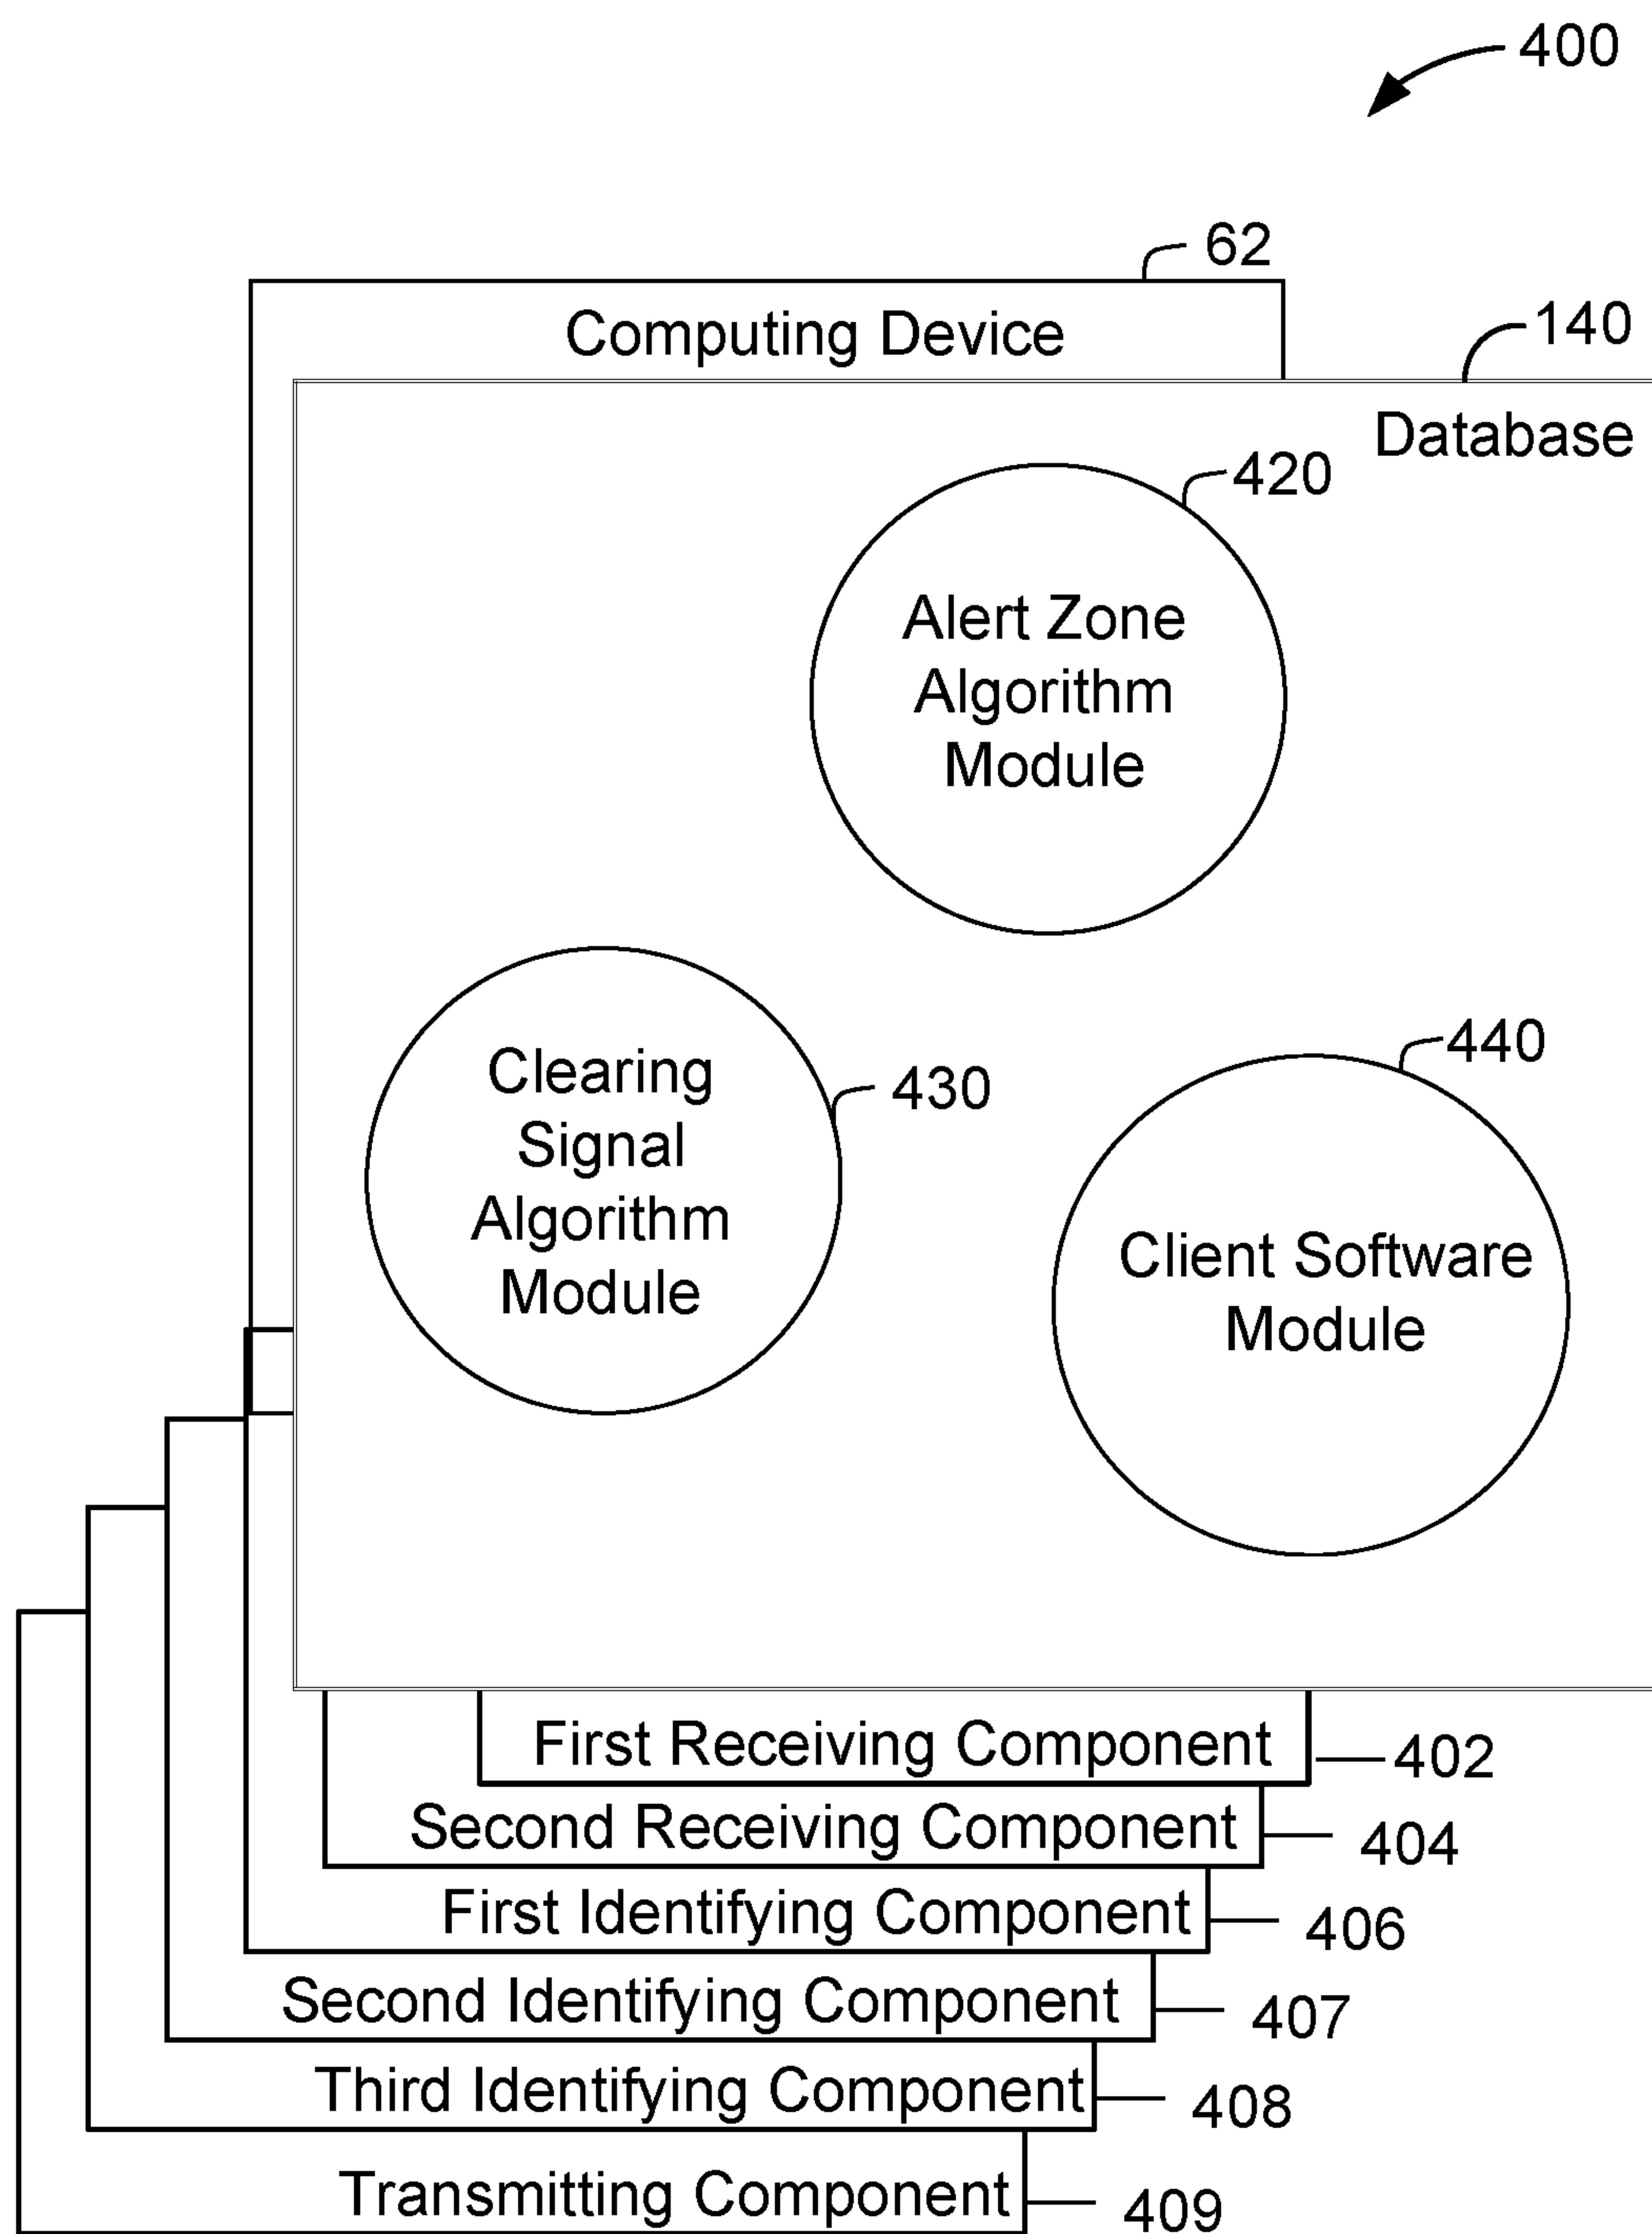 400
62
Computing Device
140
Database
420
Alert Zone
Algorithm
Module
Clearing
Signal
Algorithm
Module
430
440
Client Software
Module
First Receiving Component
402
Second Receiving Component
404
First Identifying Component
406
Second Identifying Component
407
Third Identifying Component
408
Transmitting Component
409